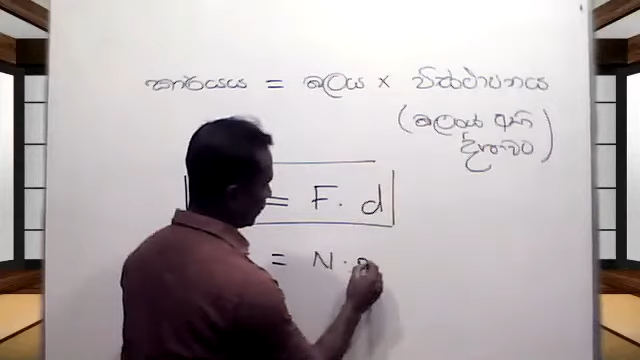 කාර්යය = බලය × විස්ථාපනය
(බලයේ
දිශාවට)
= F. d
= N.